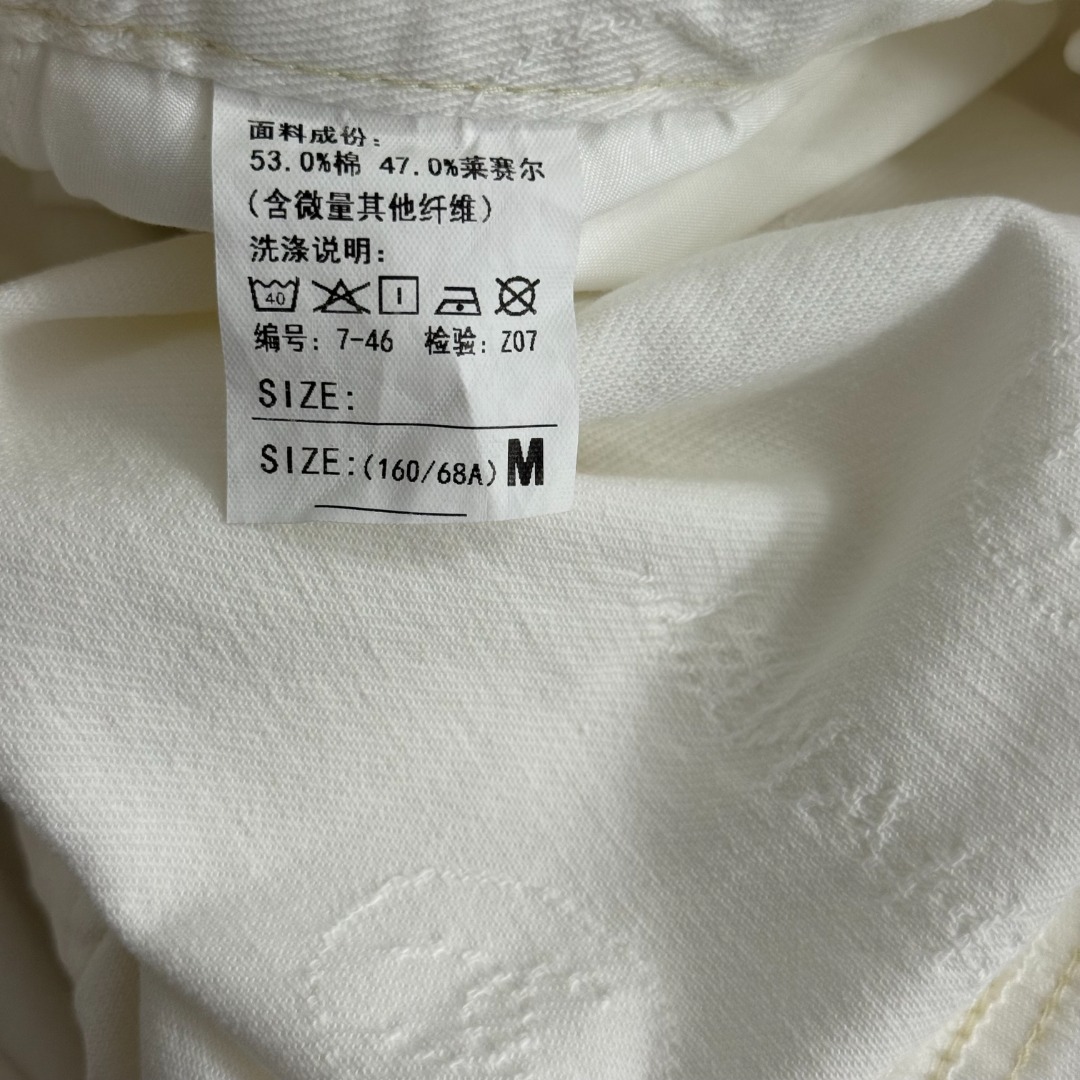 面料成份:
53.0%棉 47.0%莱赛尔
(含微量其他纤维)
洗涤说明:
40
编号: 7-46 检验: Z07
SIZE:
SIZE:(160/68A) M